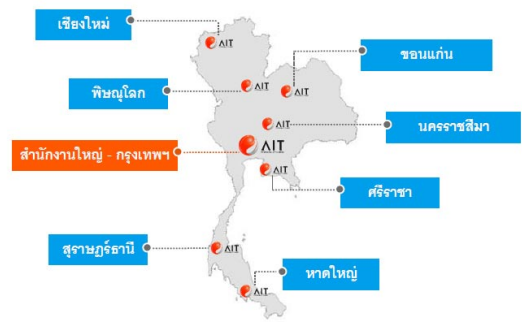 เชียงใหม่
AIT
ขอนแก่น
พิษณุโลก
AIT
AIT
AIT
นครราชสีมา
สำนักงานใหญ่ - กรุงเทพฯ
AIT
AIT
ศรีราชา
สุราษฎร์ธานี
AIT
หาดใหญ่
AIT